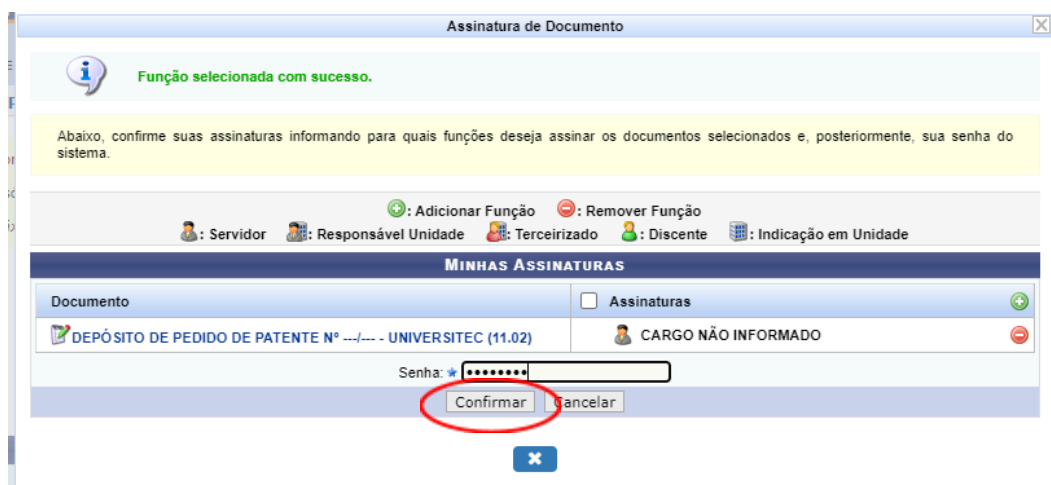 Assinatura de Documento
Função selecionada com sucesso.
Abaixo, confirme suas assinaturas informando para quais funções deseja assinar os documentos selecionados e, posteriormente, sua senha do
sistema.
: Adicionar Função : Remover Função
: Servidor : Responsável Unidade : Terceirizado : Discente : Indicação em Unidade
MINHAS ASSINATURAS
Documento Assinaturas
DEPÓSITO DE PEDIDO DE PATENTE Nº ---/--- - UNIVERSITEC (11.02) CARGO NÃO INFORMADO
Senha: ••••••••
Confirmar Cancelar